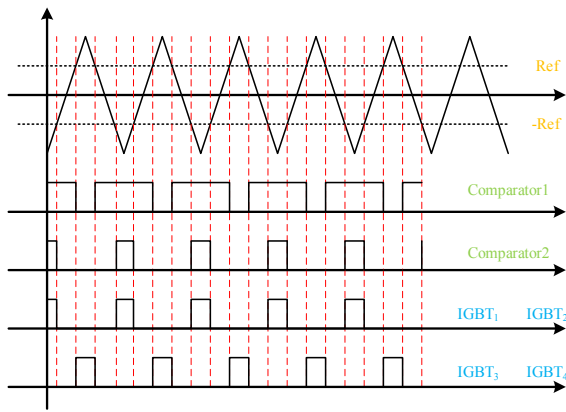 Ref
-Ref
Comparator1
Comparator2
IGBT₁ IGBT₂
IGBT₃ IGBT₄